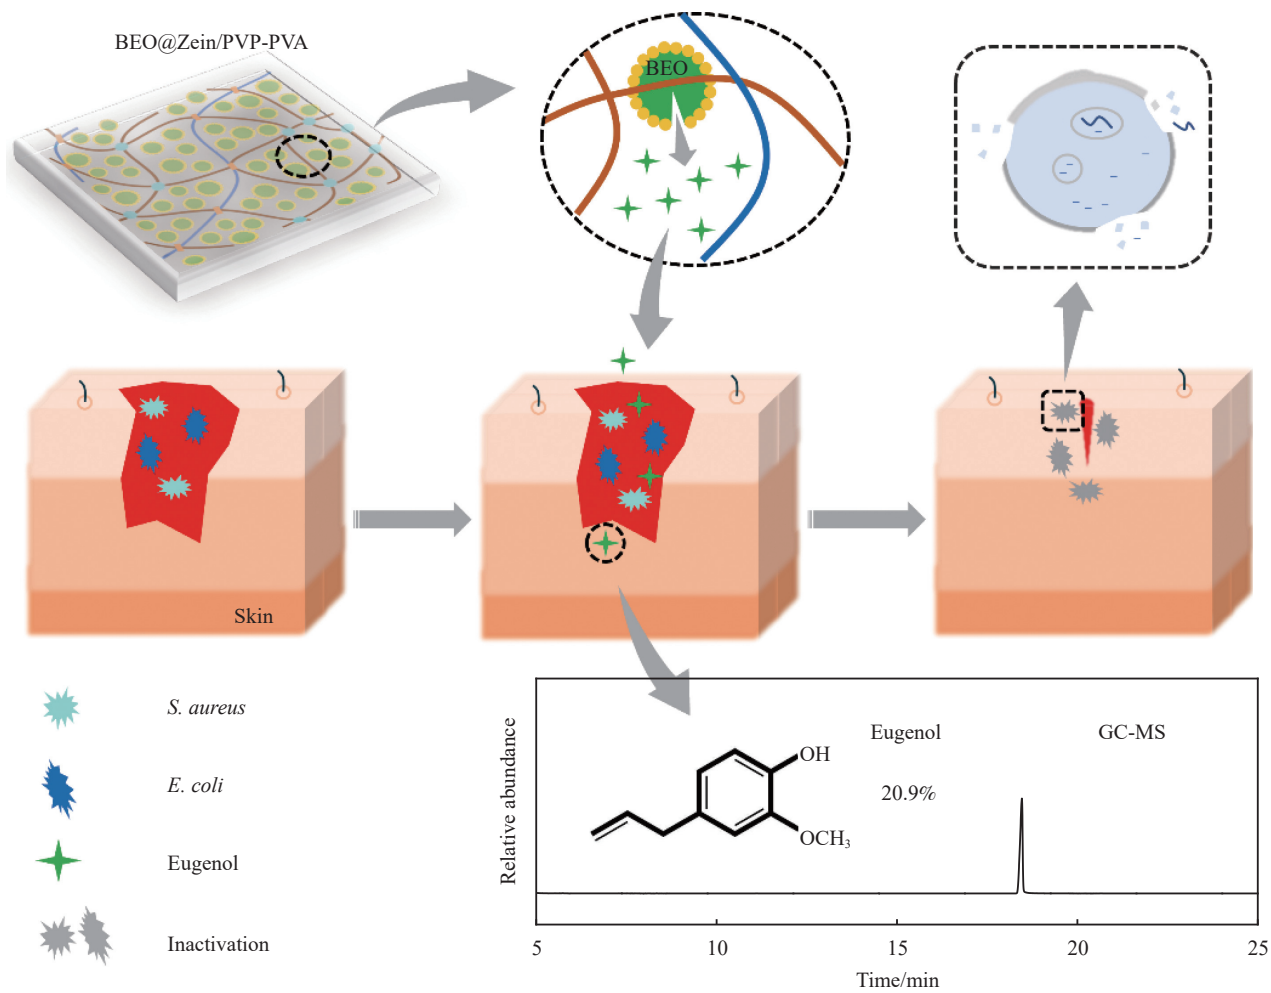 BEO@Zein/PVP-PVA
BEO
Skin
S. aureus
E. coli
Eugenol
Inactivation
Relative abundance
OH
OCH₃
Eugenol
20.9%
GC-MS
5 10 15 20 25
Time/min